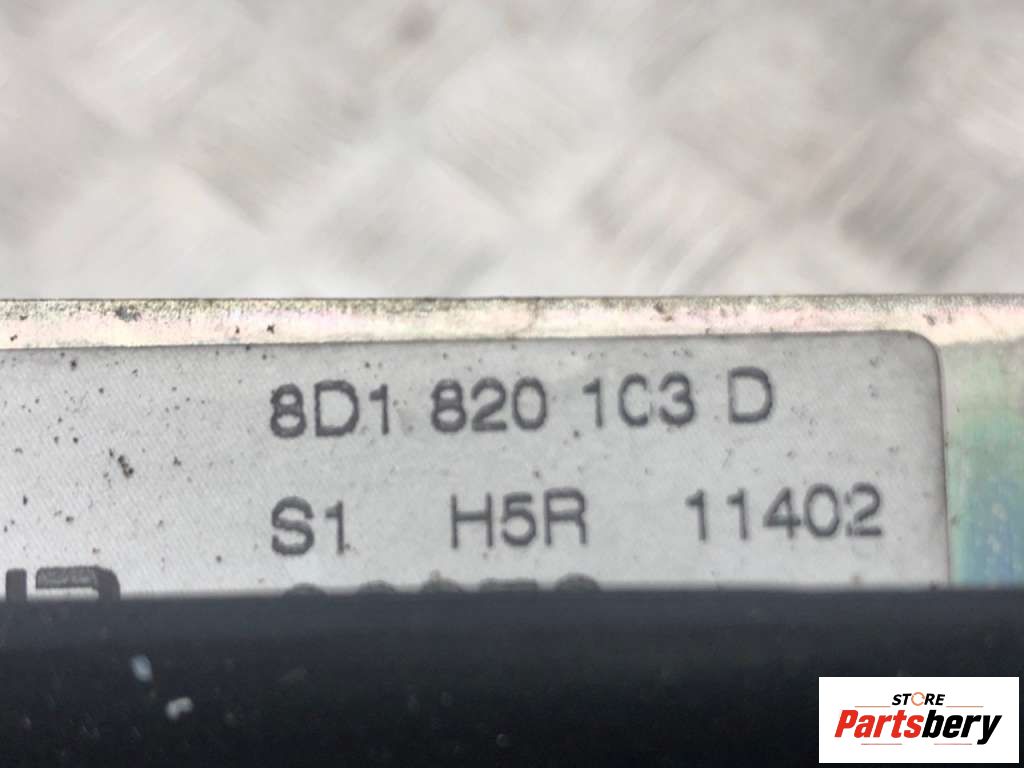 8D1 820 103 D
S1 H5R 11402
STORE
Partsbery